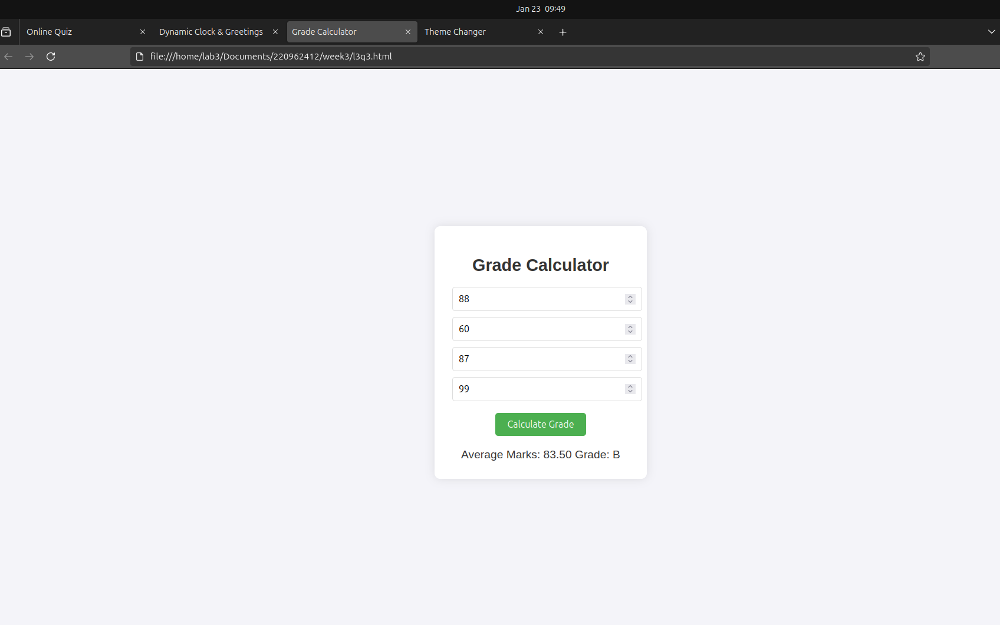 Jan 23 09:49
Online Quiz
Dynamic Clock & Greetings
Grade Calculator
Theme Changer
file:///home/lab3/Documents/220962412/week3/l3q3.html
Grade Calculator
88
60
87
99
Calculate Grade
Average Marks: 83.50 Grade: B